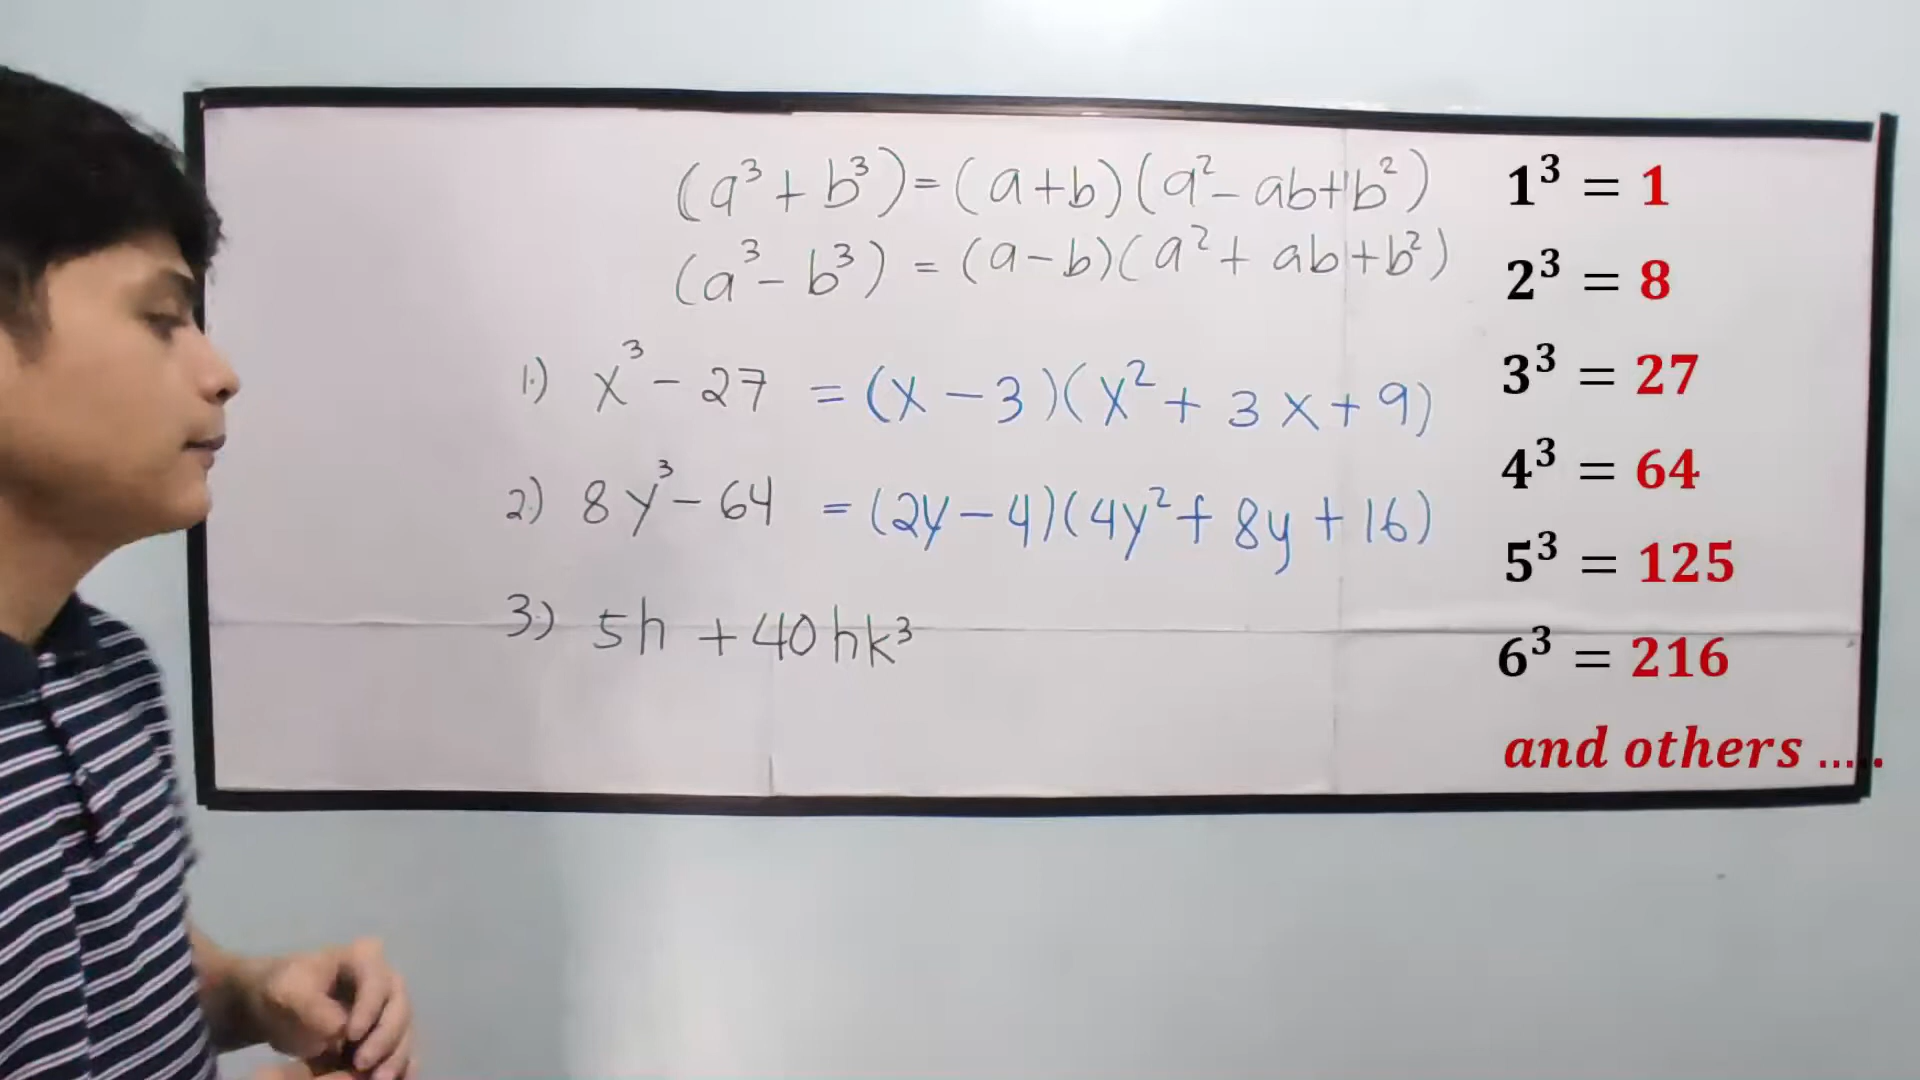 (a³ + b³) = (a+b)(a² - ab + b²)
(a³ - b³) = (a-b)(a² + ab + b²)
1.) x³ - 27 = (x - 3)(x² + 3x + 9)
2.) 8y³ - 64 = (2y - 4)(4y² + 8y + 16)
3.) 5h + 40hk³
1³ = 1
2³ = 8
3³ = 27
4³ = 64
5³ = 125
6³ = 216
and others .....